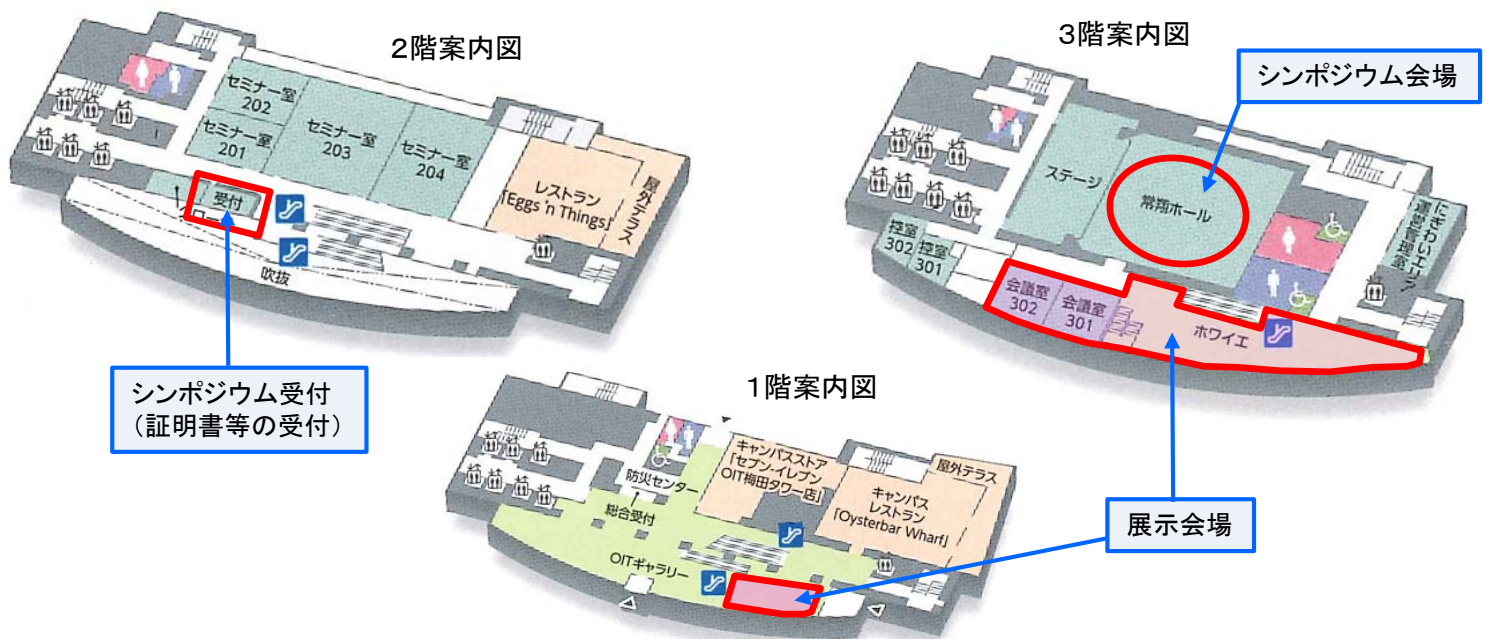 2階案内図
セミナー室
202
セミナー室
201
セミナー室
203
セミナー室
204
受付
レストラン
「Eggs 'n Things」
屋外テラス
吹抜
シンポジウム受付
（証明書等の受付）
3階案内図
シンポジウム会場
ステージ
常翔ホール
控室
302
控室
301
会議室
302
会議室
301
ホワイエ
にぎわいエリア
運営管理室
1階案内図
防災センター
総合受付
キャンパスストア
「セブン-イレブン
OIT梅田タワー店」
屋外テラス
キャンパス
レストラン
「Oysterbar Wharf」
OITギャラリー
展示会場